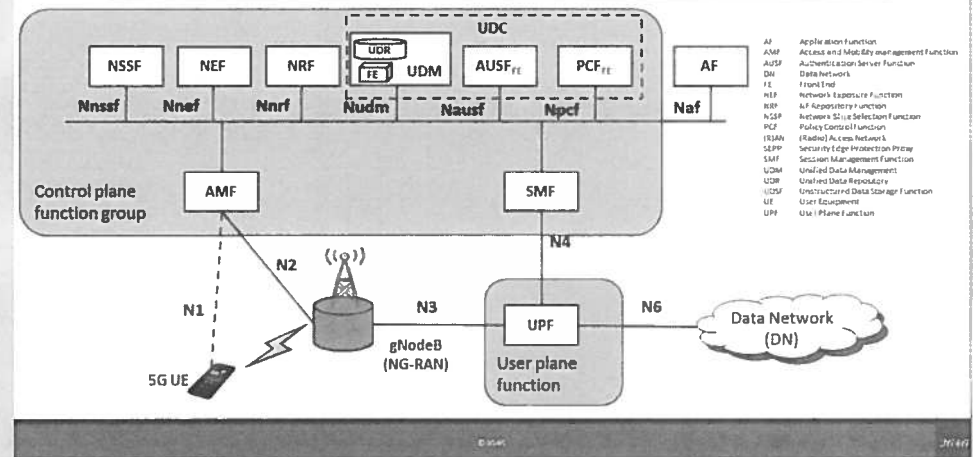 UDC
UDR
FE
UDM
NSSF
NEF
NRF
AUSF FE
PCF FE
AF
Nnssf
Nnef
Nnrf
Nudm
Nausf
Npcf
Naf
Control plane
function group
AMF
SMF
N1
N2
N3
N4
N6
gNodeB
(NG-RAN)
5G UE
UPF
User plane
function
Data Network
(DN)
AF Application Function
AMF Access and Mobility management Function
AUSF Authentication Server Function
DN Data Network
FE Front End
NEF Network Exposure Function
NRF NF Repository Function
NSSF Network Slice Selection Function
PCF Policy Control Function
(R)AN (Radio) Access Network
SEPP Security Edge Protection Proxy
SMF Session Management Function
UDM Unified Data Management
UDR Unified Data Repository
UDSF Unstructured Data Storage Function
UE User Equipment
UPF User Plane Function